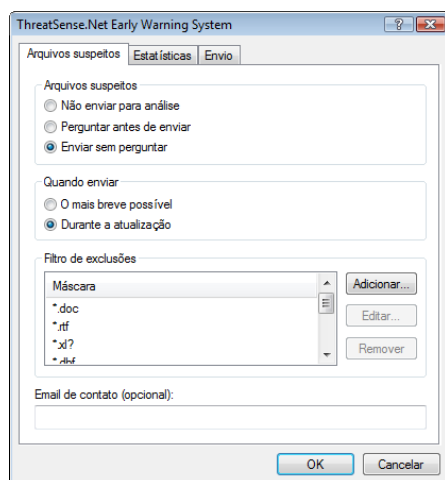 ThreatSense.Net Early Warning System
Arquivos suspeitos Estatísticas Envio
Arquivos suspeitos
Não enviar para análise
Perguntar antes de enviar
Enviar sem perguntar
Quando enviar
O mais breve possível
Durante a atualização
Filtro de exclusões
Máscara
*.doc
*.rtf
*.xl?
*.dbf
Adicionar...
Editar...
Remover
Email de contato (opcional):
OK Cancelar